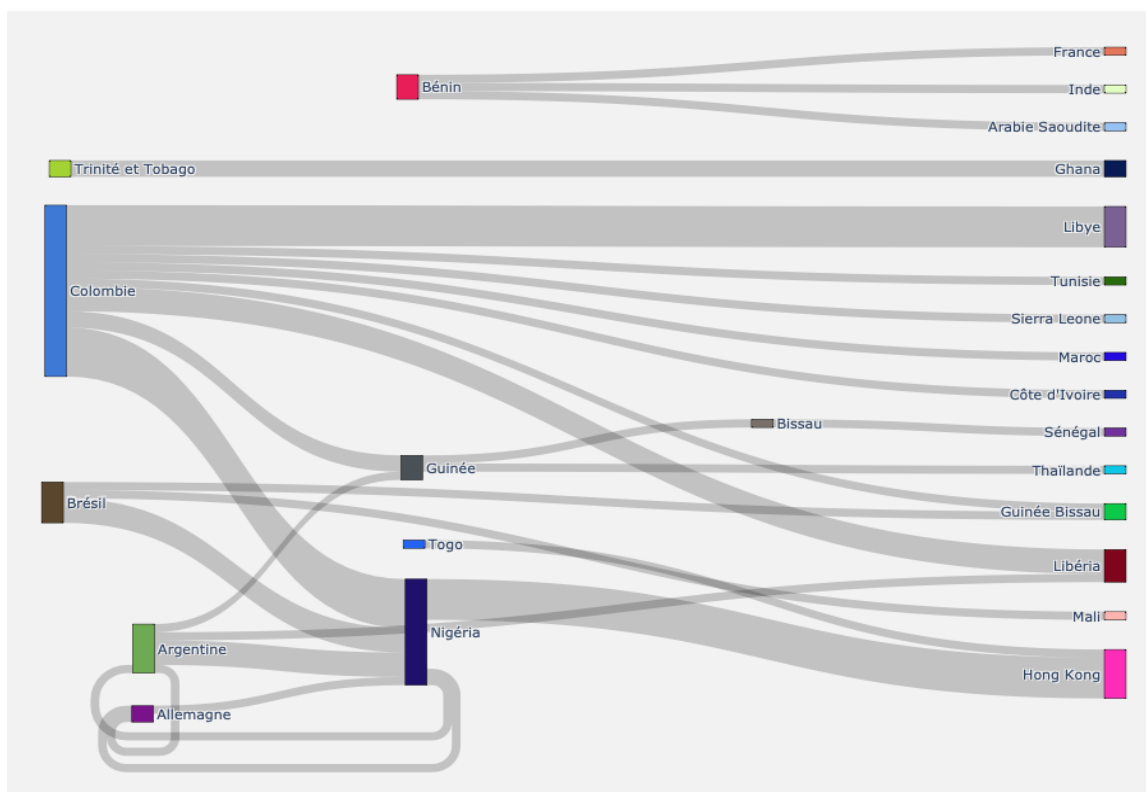 France
Bénin
Inde
Arabie Saoudite
Trinité et Tobago
Ghana
Libye
Tunisie
Colombie
Sierra Leone
Maroc
Côte d'Ivoire
Bissau
Sénégal
Guinée
Thaïlande
Brésil
Guinée Bissau
Togo
Libéria
Mali
Nigéria
Argentine
Hong Kong
Allemagne